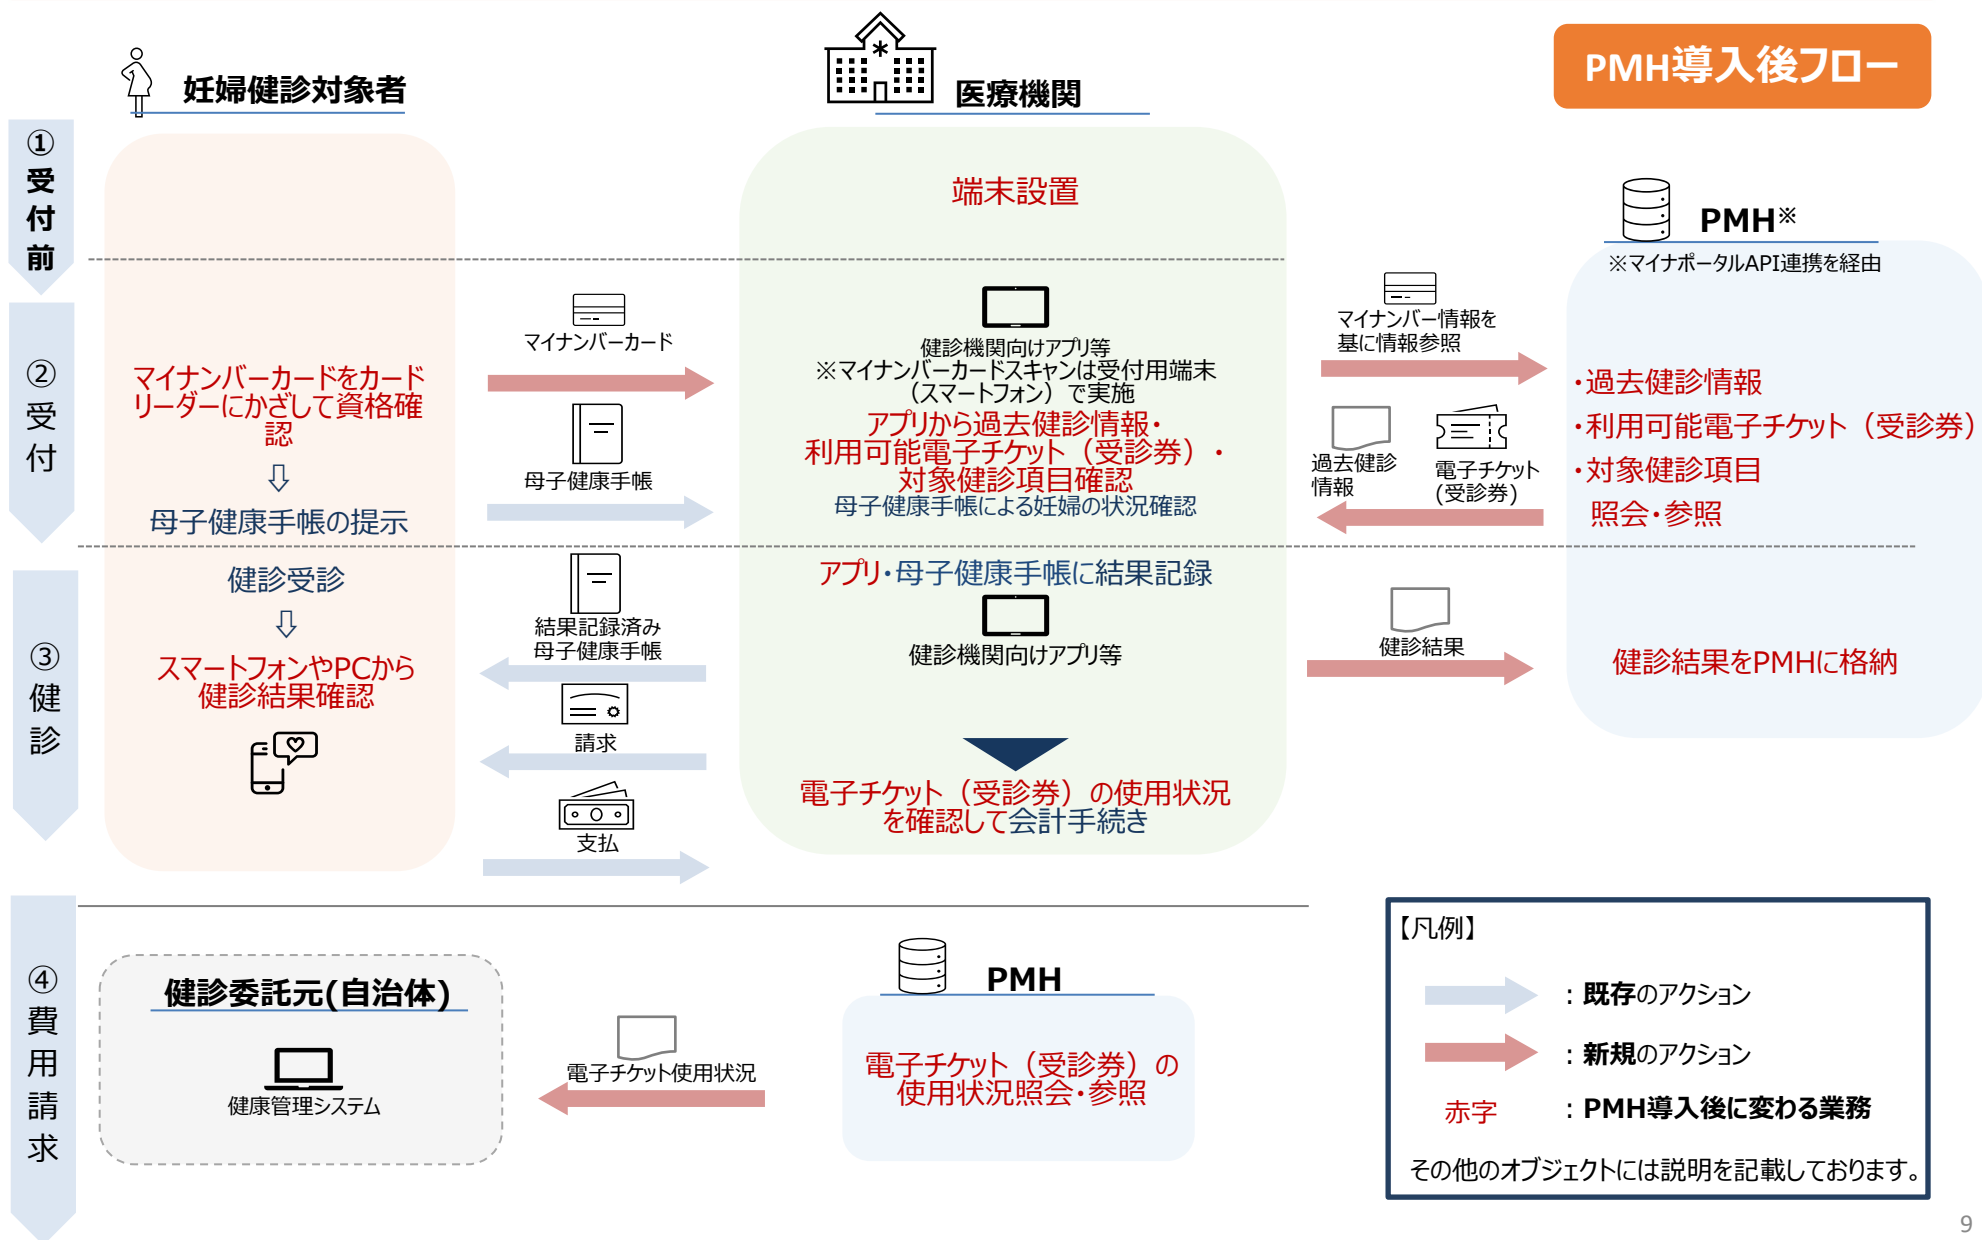 PMH導入後フロー
妊婦健診対象者
医療機関
①
受
付
前
端末設置
PMH※
※マイナポータルAPI連携を経由
②
受
付
マイナンバーカードをカード
リーダーにかざして資格確
認
⇩
母子健康手帳の提示
マイナンバーカード
母子健康手帳
健診機関向けアプリ等
※マイナンバーカードスキャンは受付用端末
（スマートフォン）で実施
アプリから過去健診情報・
利用可能電子チケット（受診券）・
対象健診項目確認
母子健康手帳による妊婦の状況確認
マイナンバー情報を
基に情報参照
過去健診
情報
電子チケット
(受診券)
・過去健診情報
・利用可能電子チケット（受診券）
・対象健診項目
照会・参照
③
健
診
健診受診
⇩
スマートフォンやPCから
健診結果確認
結果記録済み
母子健康手帳
請求
支払
アプリ・母子健康手帳に結果記録
健診機関向けアプリ等
電子チケット（受診券）の使用状況
を確認して会計手続き
健診結果
健診結果をPMHに格納
④
費
用
請
求
健診委託元(自治体)
健康管理システム
電子チケット使用状況
PMH
電子チケット（受診券）の
使用状況照会・参照
【凡例】
：既存のアクション
：新規のアクション
赤字 ：PMH導入後に変わる業務
その他のオブジェクトには説明を記載しております。
9